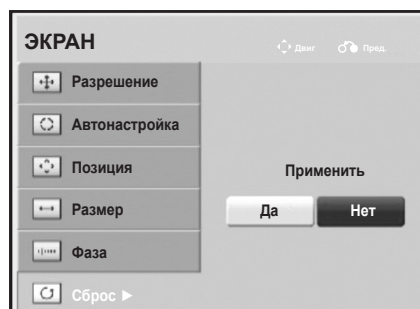 ЭКРАН
Двиг
Пред.
Разрешение
Автонастройка
Позиция
Размер
Фаза
Сброс ►
Применить
Да
Нет